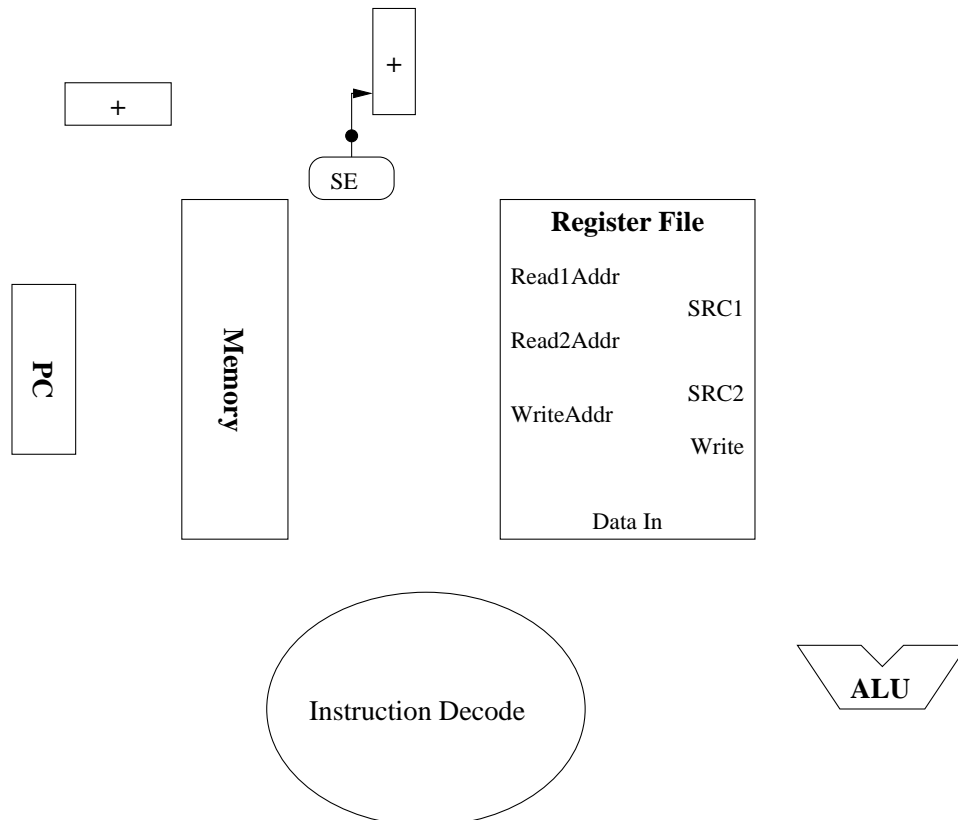 +
+
SE
Register File
Read1Addr
SRC1
Read2Addr
SRC2
WriteAddr
Write
Data In
PC
Memory
Instruction Decode
ALU